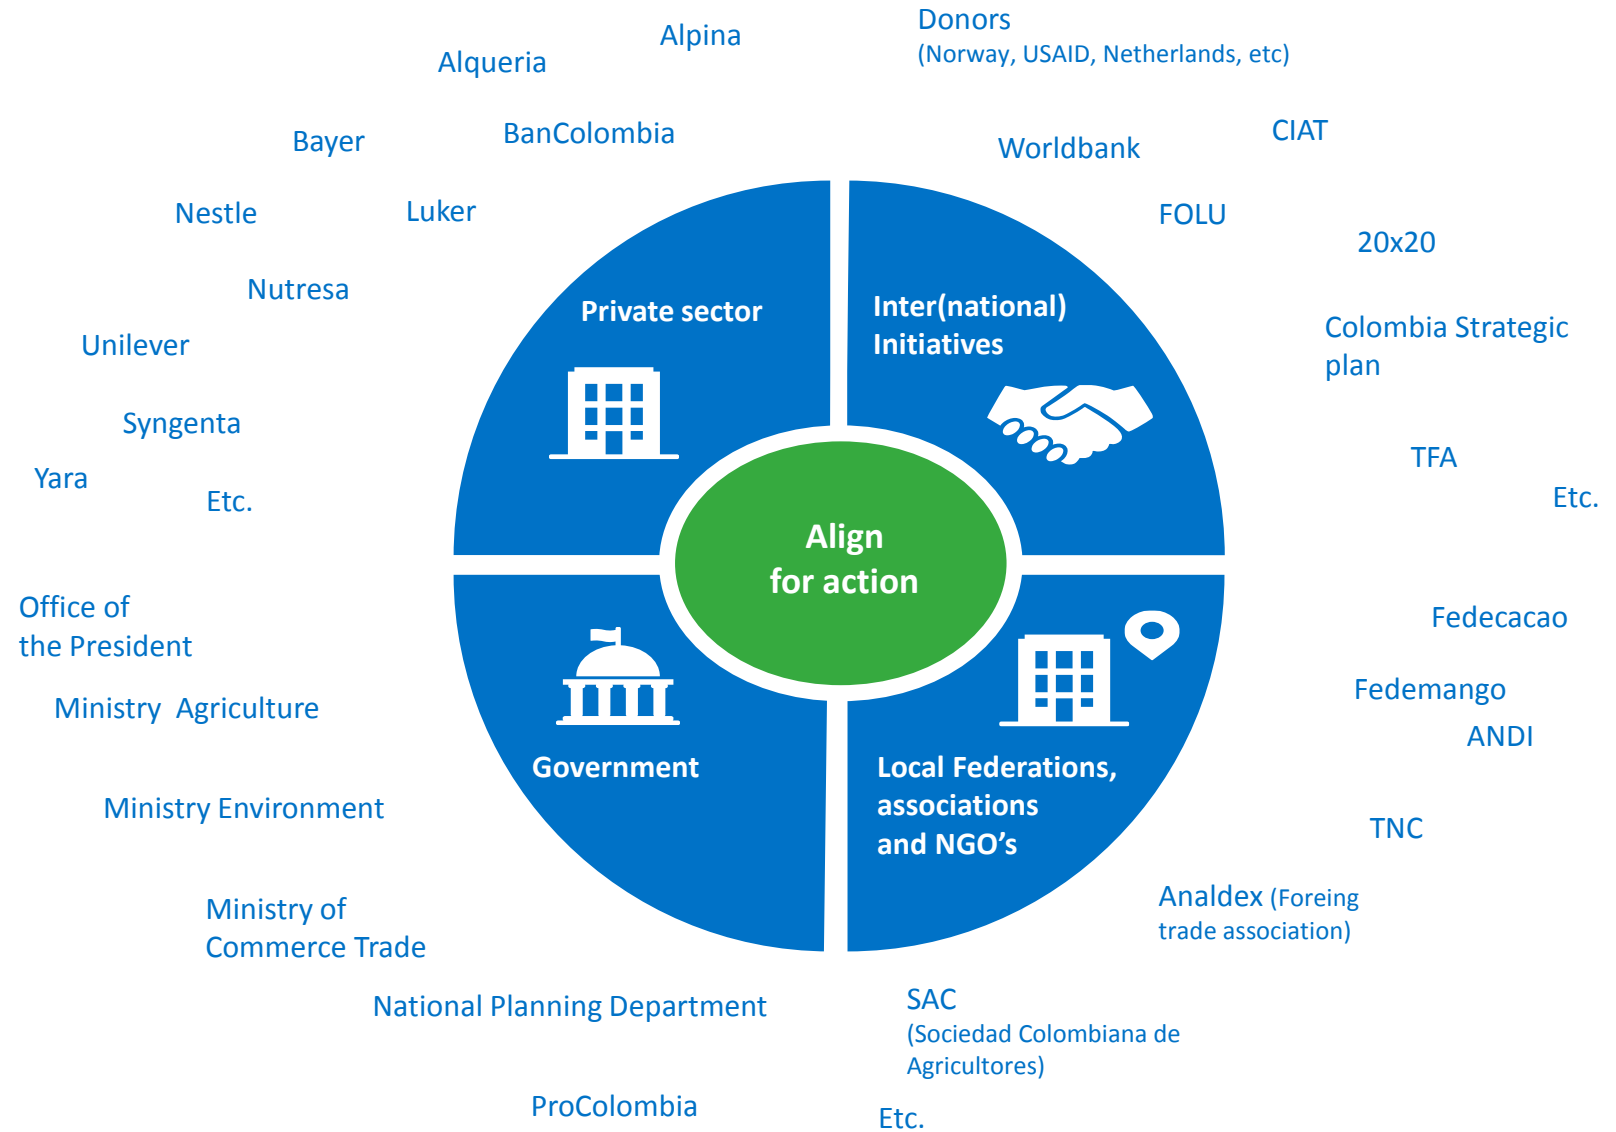 Alpina
Alqueria
Bayer
BanColombia
Nestle
Luker
Nutresa
Unilever
Syngenta
Yara
Etc.
Private sector
Donors
(Norway, USAID, Netherlands, etc)
CIAT
Worldbank
FOLU
20x20
Colombia Strategic
plan
TFA
Etc.
Inter(national)
Initiatives
Align
for action
Office of
the President
Ministry  Agriculture
Ministry Environment
Ministry of
Commerce Trade
National Planning Department
ProColombia
Government
Fedecacao
Fedemango
ANDI
TNC
Analdex (Foreing
trade association)
SAC
(Sociedad Colombiana de
Agricultores)
Etc.
Local Federations,
associations
and NGO’s